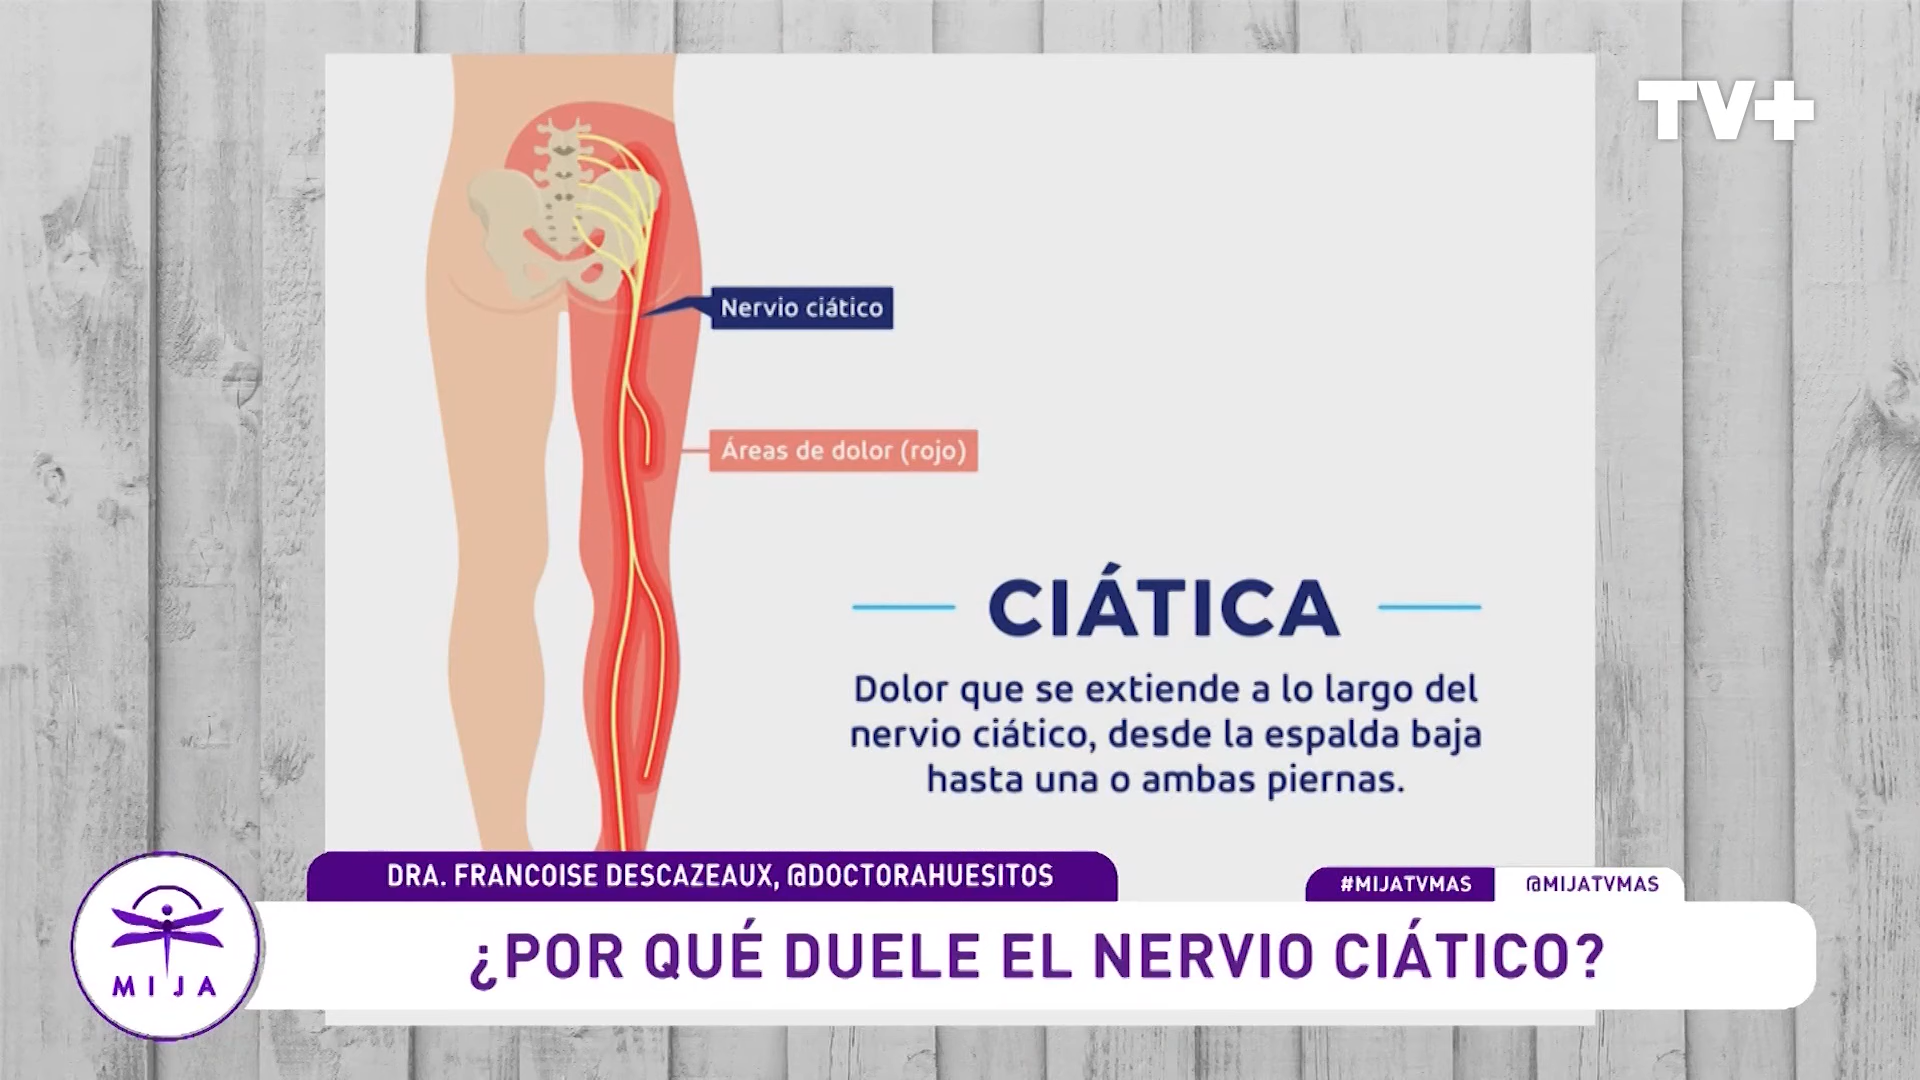 TV+
Nervio ciático
Áreas de dolor (rojo)
CIÁTICA
Dolor que se extiende a lo largo del
nervio ciático, desde la espalda baja
hasta una o ambas piernas.
DRA. FRANCOISE DESCAZEAUX, @DOCTORAHUESITOS
#MIJATVMAS @MIJATVMAS
¿POR QUÉ DUELE EL NERVIO CIÁTICO?
MIJA